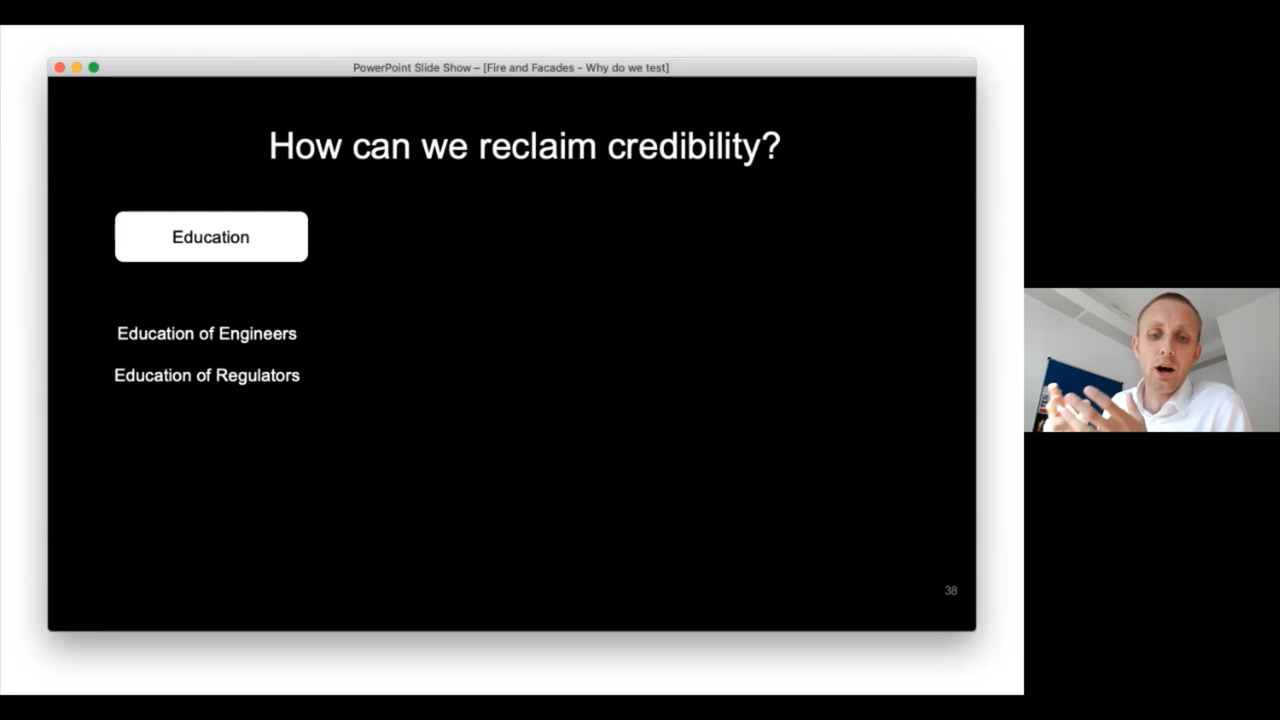 PowerPoint Slide Show – [Fire and Facades - Why do we test]
How can we reclaim credibility?
Education
Education of Engineers
Education of Regulators
38